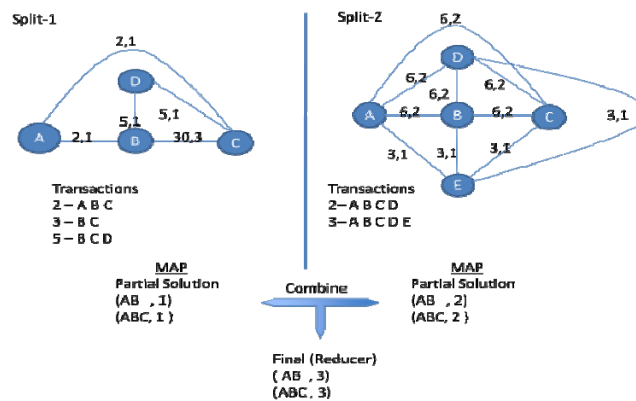 Split-1
2,1
D
5,1
5,1
A
2,1
B
30,3
C
Transactions
2 – A B C
3 – B C
5 – B C D
MAP
Partial Solution
(AB , 1)
(ABC, 1 )
Split-2
6,2
D
6,2
6,2
6,2
A
6,2
B
6,2
C
3,1
3,1
3,1
3,1
E
Transactions
2 – A B C D
3 – A B C D E
MAP
Partial Solution
(AB , 2)
(ABC, 2 )
Combine
Final (Reducer)
( AB , 3)
(ABC, 3)